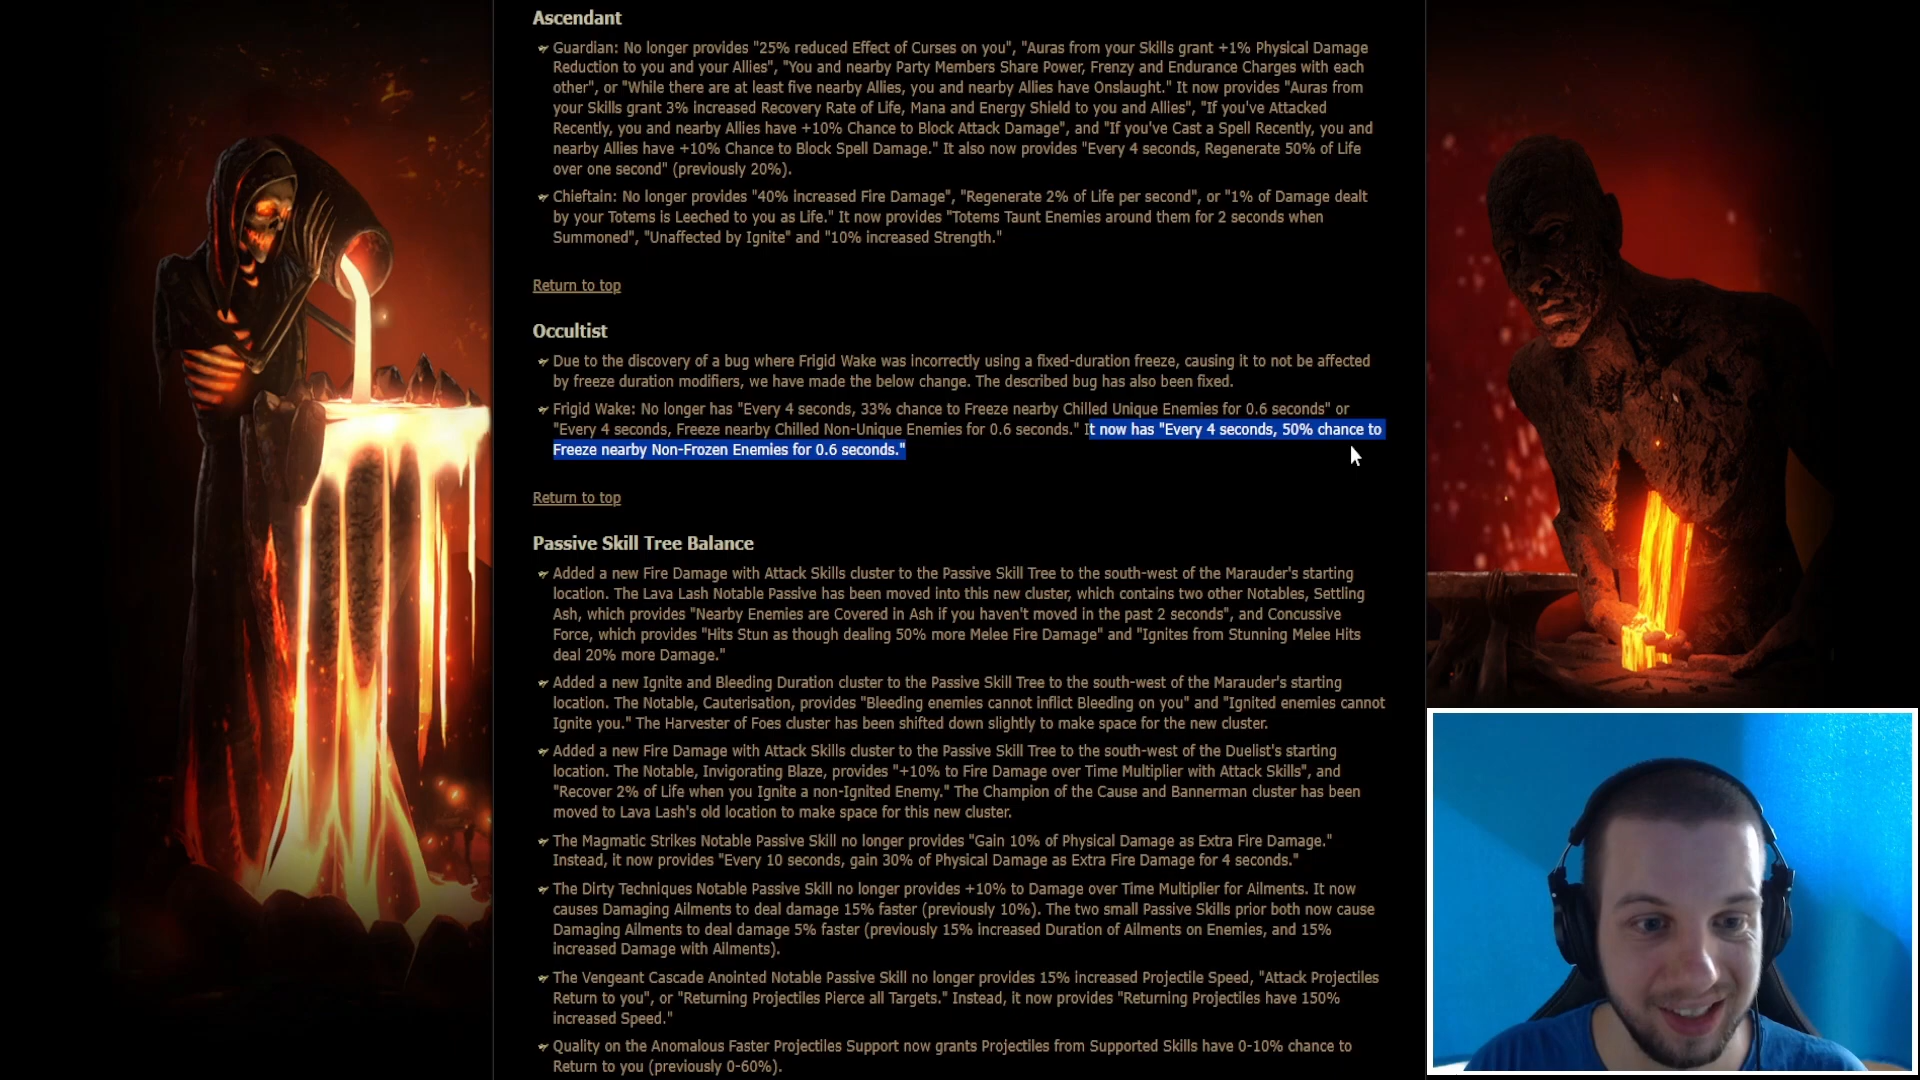 Ascendant
Guardian: No longer provides "25% reduced Effect of Curses on you", "Auras from your Skills grant +1% Physical Damage
Reduction to you and your Allies", "You and nearby Party Members Share Power, Frenzy and Endurance Charges with each
other", or "While there are at least five nearby Allies, you and nearby Allies have Onslaught." It now provides "Auras from
your Skills grant 3% increased Recovery Rate of Life, Mana and Energy Shield to you and Allies", "If you've Attacked
Recently, you and nearby Allies have +10% Chance to Block Attack Damage", and "If you've Cast a Spell Recently, you and
nearby Allies have +10% Chance to Block Spell Damage." It also now provides "Every 4 seconds, Regenerate 50% of Life
over one second" (previously 20%).
Chieftain: No longer provides "40% increased Fire Damage", "Regenerate 2% of Life per second", or "1% of Damage dealt
by your Totems is Leeched to you as Life." It now provides "Totems Taunt Enemies around them for 2 seconds when
Summoned", "Unaffected by Ignite" and "10% increased Strength."
Return to top
Occultist
Due to the discovery of a bug where Frigid Wake was incorrectly using a fixed-duration freeze, causing it to not be affected
by freeze duration modifiers, we have made the below change. The described bug has also been fixed.
Frigid Wake: No longer has "Every 4 seconds, 33% chance to Freeze nearby Chilled Unique Enemies for 0.6 seconds" or
"Every 4 seconds, Freeze nearby Chilled Non-Unique Enemies for 0.6 seconds." It now has "Every 4 seconds, 50% chance to
Freeze nearby Non-Frozen Enemies for 0.6 seconds."
Return to top
Passive Skill Tree Balance
Added a new Fire Damage with Attack Skills cluster to the Passive Skill Tree to the south-west of the Marauder's starting
location. The Lava Lash Notable Passive has been moved into this new cluster, which contains two other Notables, Settling
Ash, which provides "Nearby Enemies are Covered in Ash if you haven't moved in the past 2 seconds", and Concussive
Force, which provides "Hits Stun as though dealing 50% more Melee Fire Damage" and "Ignites from Stunning Melee Hits
deal 20% more Damage."
Added a new Ignite and Bleeding Duration cluster to the Passive Skill Tree to the south-west of the Marauder's starting
location. The Notable, Cauterisation, provides "Bleeding enemies cannot inflict Bleeding on you" and "Ignited enemies cannot
Ignite you." The Harvester of Foes cluster has been shifted down slightly to make space for the new cluster.
Added a new Fire Damage with Attack Skills cluster to the Passive Skill Tree to the south-west of the Duelist's starting
location. The Notable, Invigorating Blaze, provides "+10% to Fire Damage over Time Multiplier with Attack Skills", and
"Recover 2% of Life when you Ignite a non-Ignited Enemy." The Champion of the Cause and Bannerman cluster has been
moved to Lava Lash's old location to make space for this new cluster.
The Magmatic Strikes Notable Passive Skill no longer provides "Gain 10% of Physical Damage as Extra Fire Damage."
Instead, it now provides "Every 10 seconds, gain 30% of Physical Damage as Extra Fire Damage for 4 seconds."
The Dirty Techniques Notable Passive Skill no longer provides +10% to Damage over Time Multiplier for Ailments. It now
causes Damaging Ailments to deal damage 15% faster (previously 10%). The two small Passive Skills prior both now cause
Damaging Ailments to deal damage 5% faster (previously 15% increased Duration of Ailments on Enemies, and 15%
increased Damage with Ailments).
The Vengeant Cascade Anointed Notable Passive Skill no longer provides 15% increased Projectile Speed, "Attack Projectiles
Return to you", or "Returning Projectiles Pierce all Targets." Instead, it now provides "Returning Projectiles have 150%
increased Speed."
Quality on the Anomalous Faster Projectiles Support now grants Projectiles from Supported Skills have 0-10% chance to
Return to you (previously 0-60%).